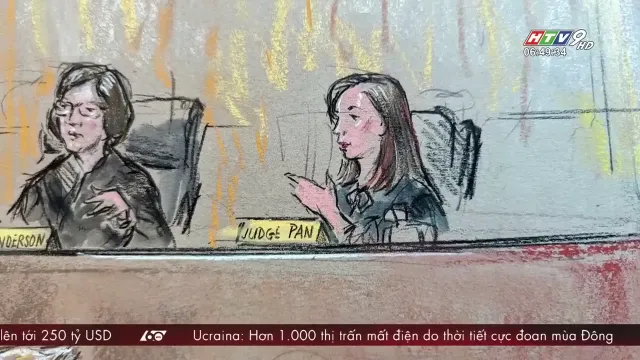 HTV9 HD
06:49:34
NDERSON
JUDGE PAN
lên tới 250 tỷ USD
60
Ucraina: Hơn 1.000 thị trấn mất điện do thời tiết cực đoan mùa Đông